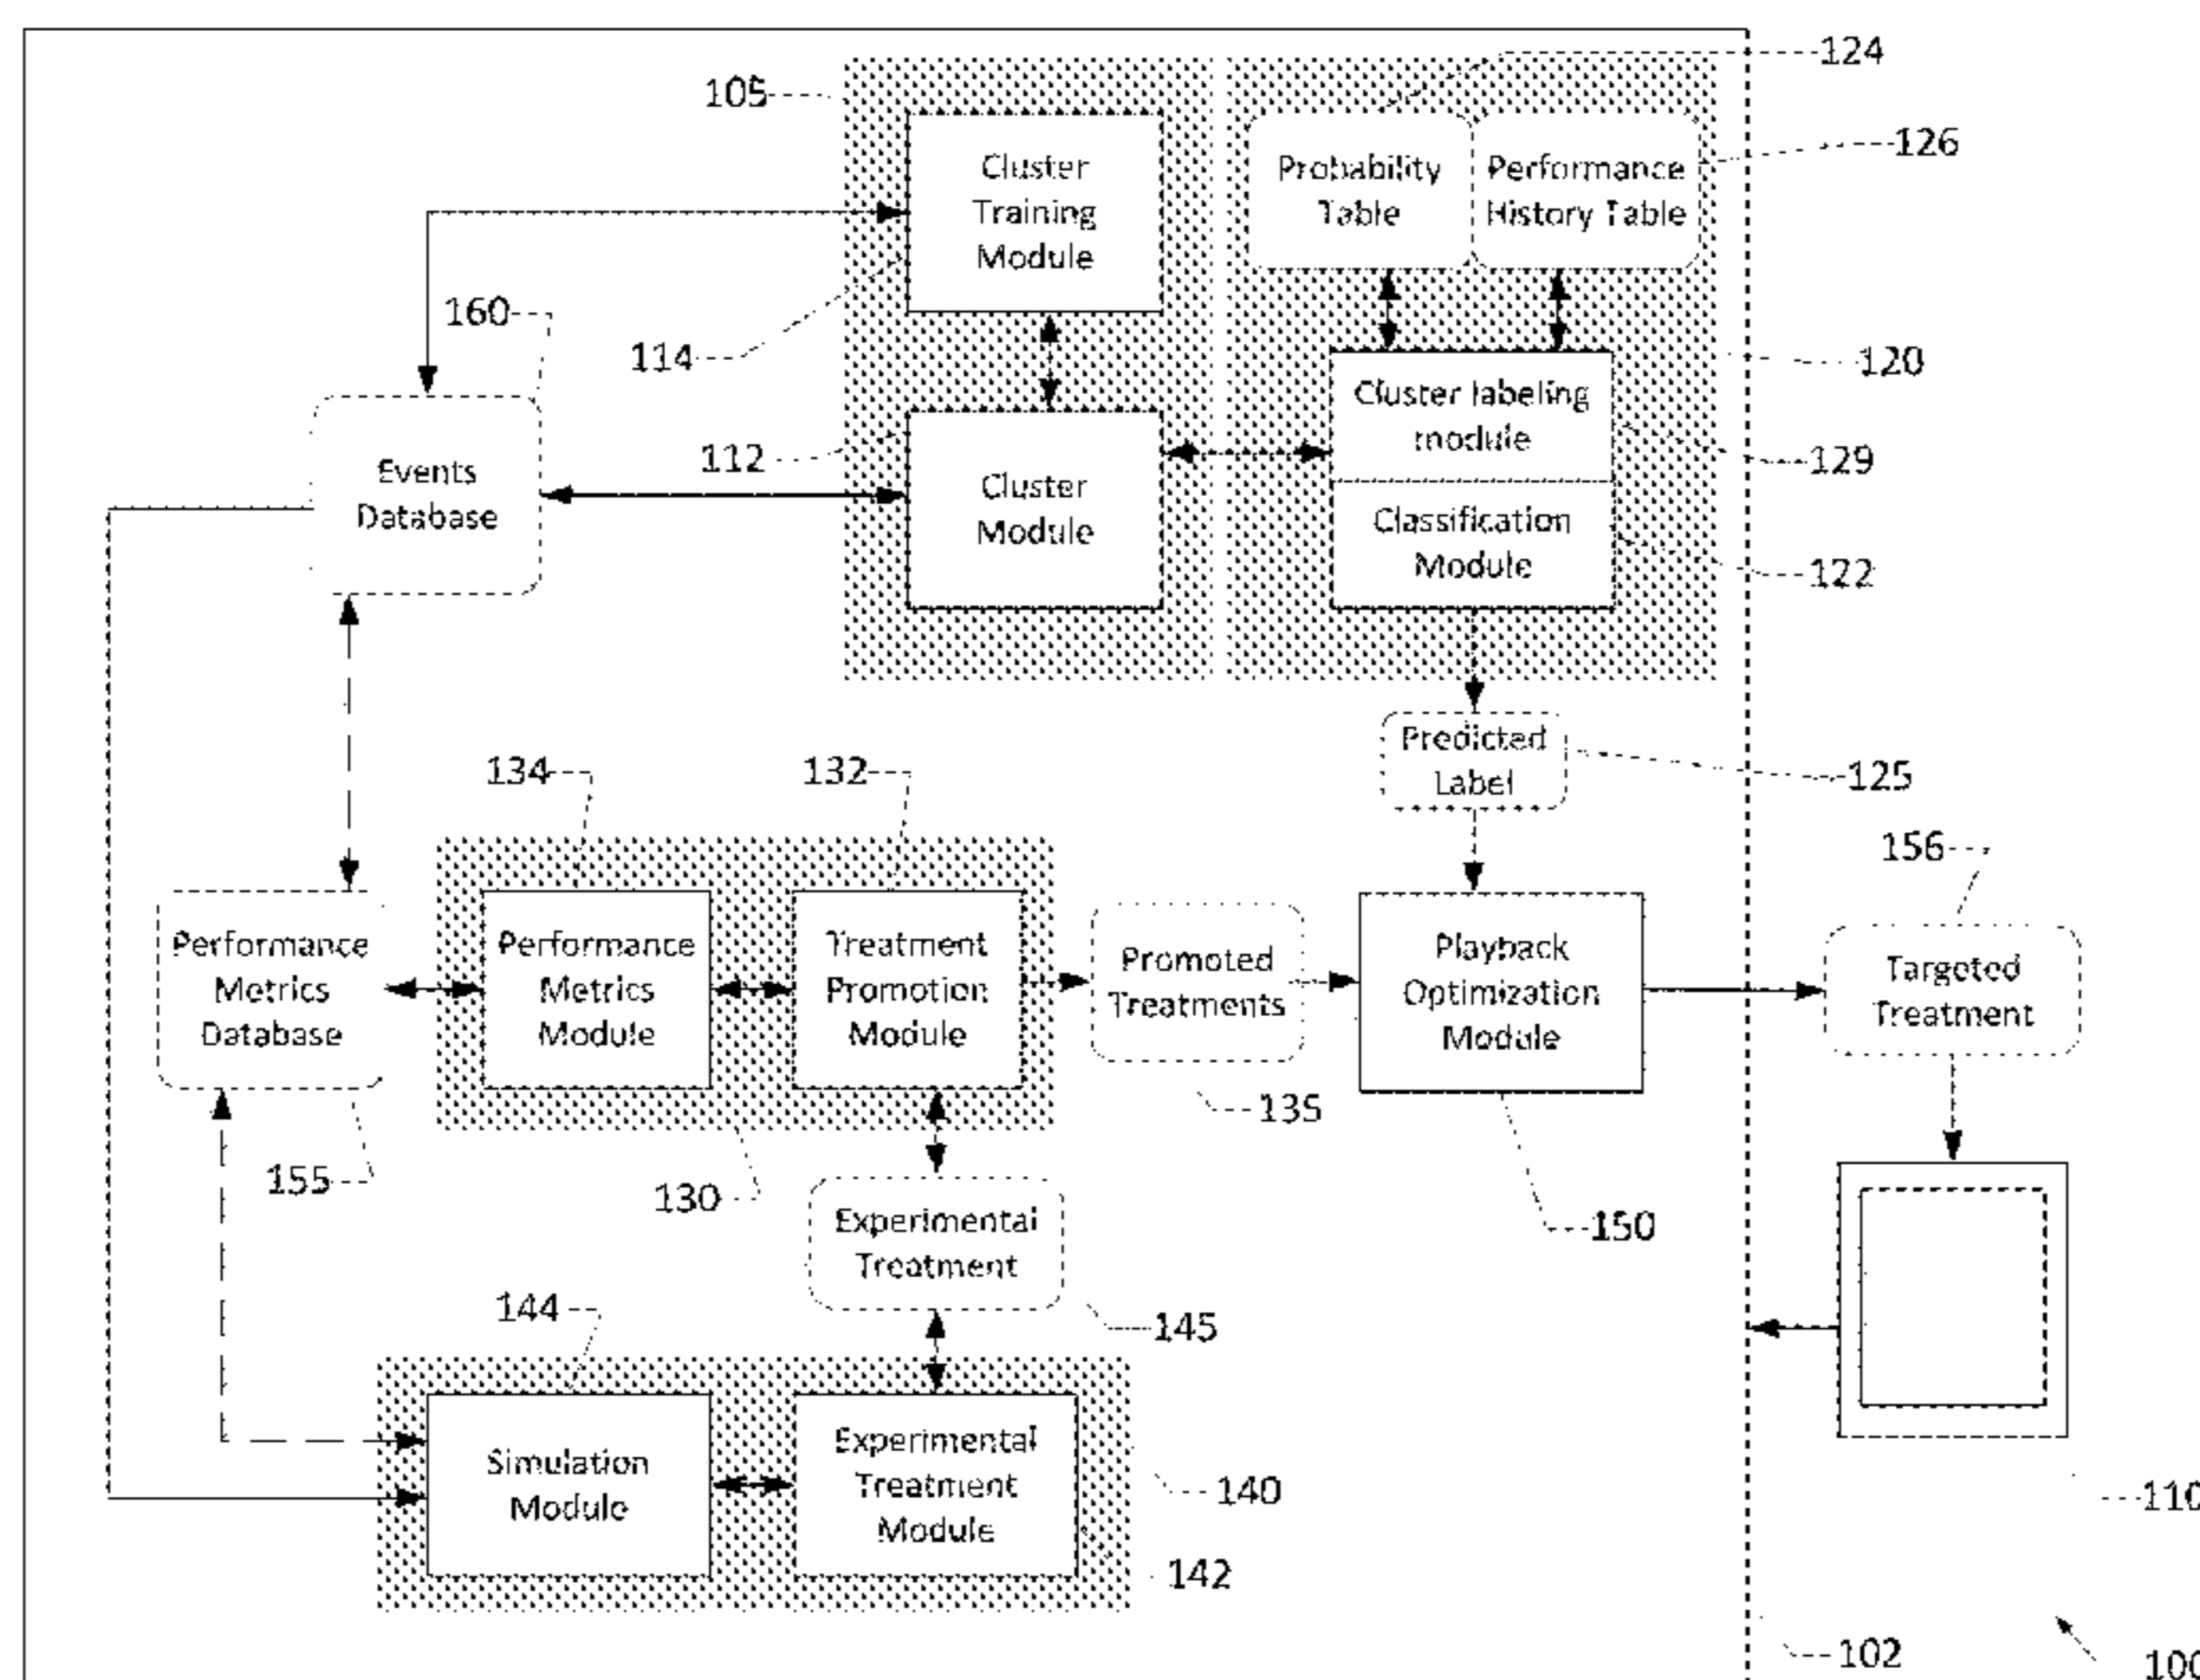 124
105
126
Cluster
Training
Module
Probability
Table
Performance
History Table
160
114
120
Cluster labeling
module
129
112
Events
Database
Cluster
Module
Classification
Module
122
Predicted
Label
125
134
132
156
Performance
Metrics
Database
Performance
Metrics
Module
Treatment
Promotion
Module
Promoted
Treatments
Playback
Optimization
Module
Targeted
Treatment
135
155
130
150
Experimental
Treatment
144
145
Simulation
Module
Experimental
Treatment
Module
140
110
142
102
100